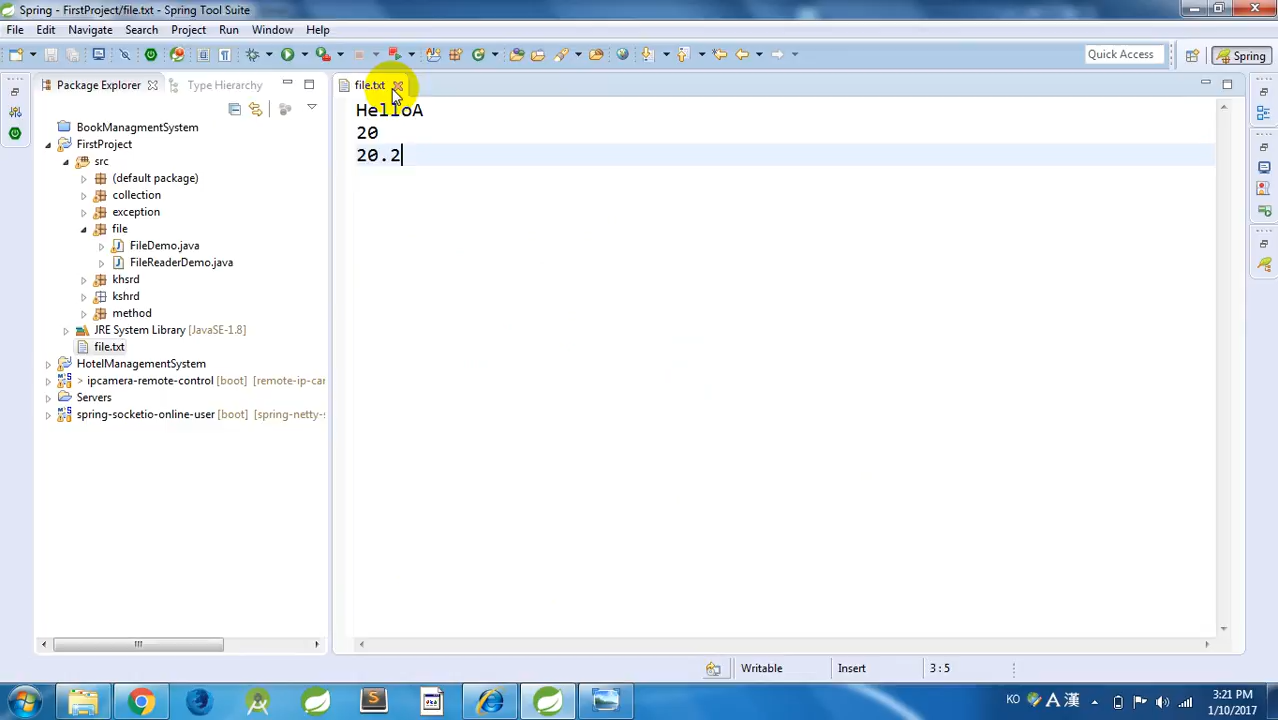 Spring - FirstProject/file.txt - Spring Tool Suite
File Edit Navigate Search Project Run Window Help
Quick Access
Spring
Package Explorer
Type Hierarchy
file.txt
BookManagmentSystem
FirstProject
src
(default package)
collection
exception
file
FileDemo.java
FileReaderDemo.java
khsrd
kshrd
method
JRE System Library [JavaSE-1.8]
file.txt
HotelManagementSystem
> ipcamera-remote-control [boot] [remote-ip-car
Servers
spring-socketio-online-user [boot] [spring-netty-s
HelloA
20
20.2
Writable
Insert
3 : 5
KO
A 漢
3:21 PM
1/10/2017